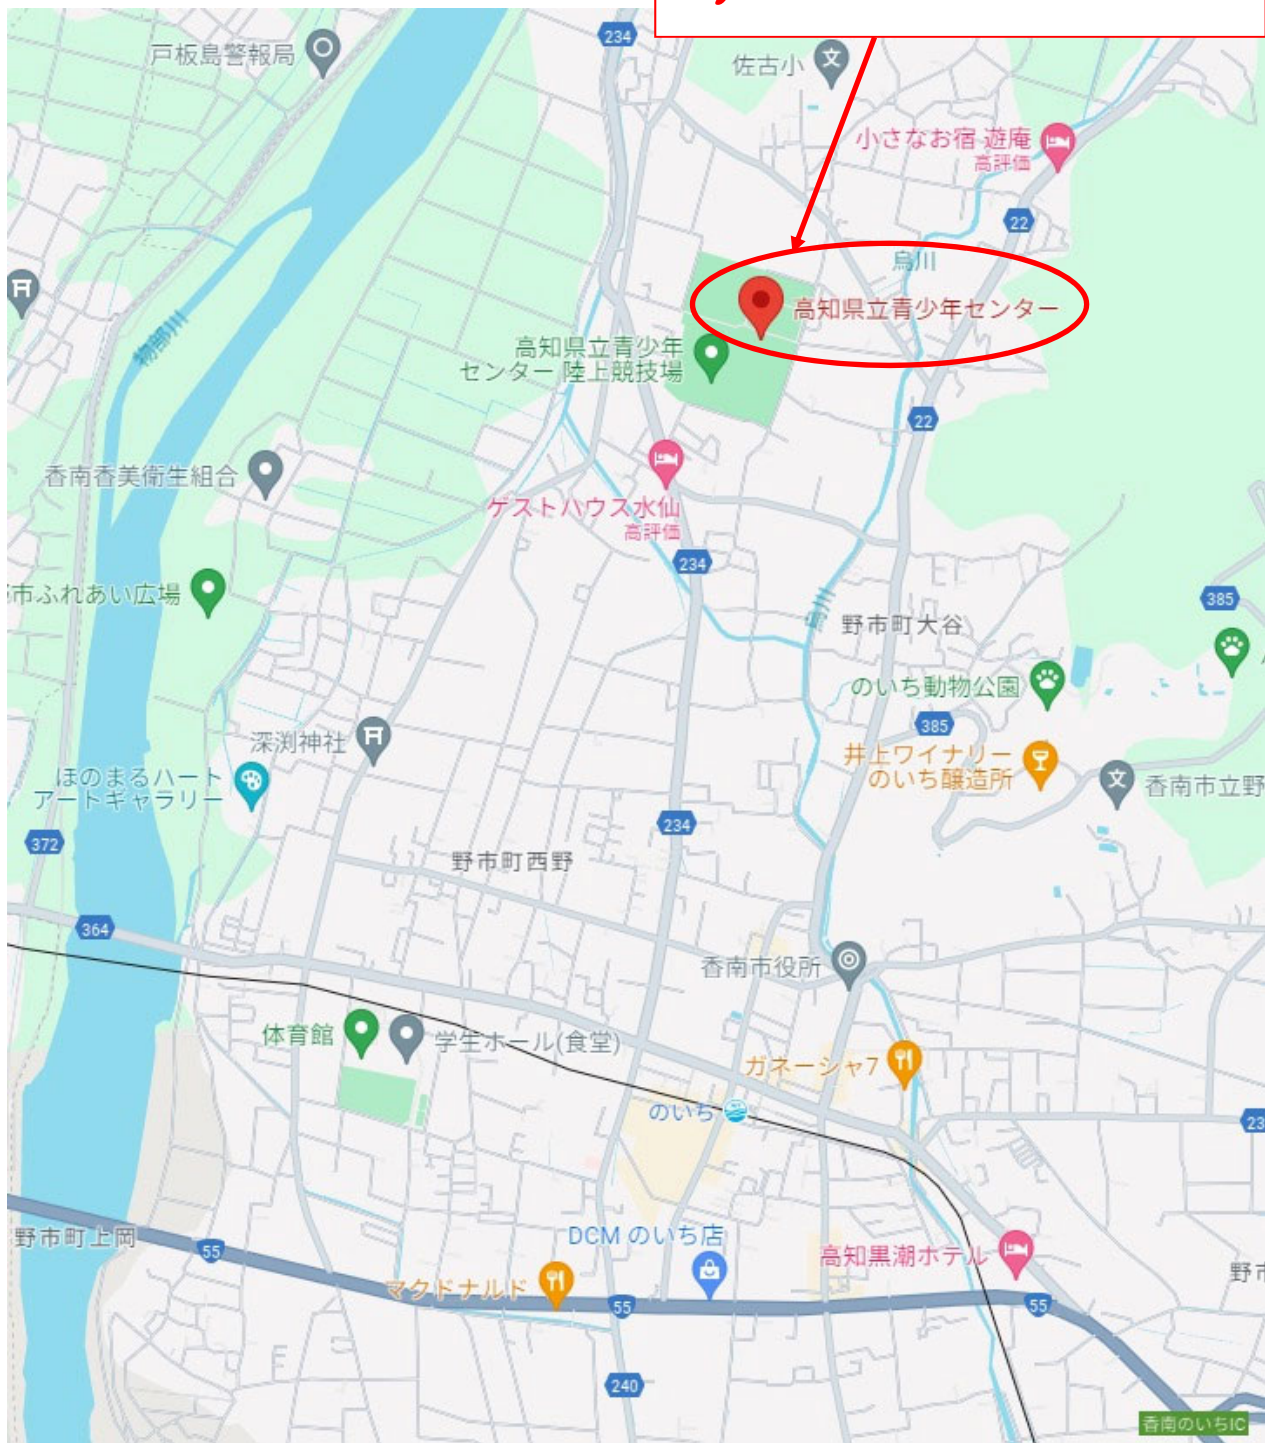 234
戸板島警報局
佐古小
小さなお宿 遊庵
高評価
22
烏川
高知県立青少年センター
物部川
高知県立青少年
センター 陸上競技場
22
香南香美衛生組合
ゲストハウス水仙
高評価
234
市ふれあい広場
385
烏川
野市町大谷
のいち動物公園
385
深渕神社
井上ワイナリー
のいち醸造所
ほのまるハート
アートギャラリー
香南市立野
372
234
野市町西野
364
香南市役所
体育館
学生ホール(食堂)
ガネーシャ7
のいち
23
野市町上岡
55
DCM のいち店
高知黒潮ホテル
マクドナルド
55
55
240
香南のいちIC